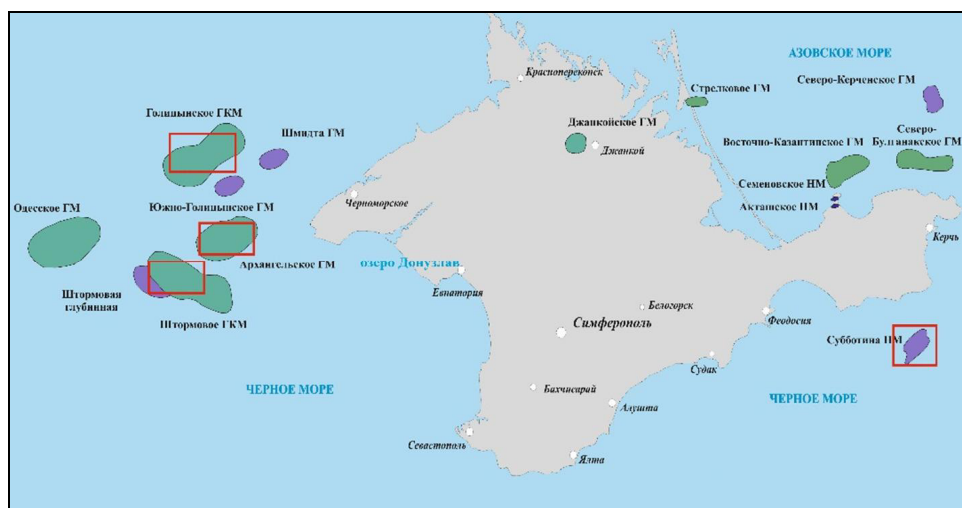 АЗОВСКОЕ МОРЕ
Красноперекопск
Северо-Керченское ГМ
Стрелковое ГМ
Голицынское ГКМ
Шмидта ГМ
Джанкойское ГМ
Джанкой
Восточно-Казантипское ГМ
Северо-
Булганакское ГМ
Семеновское НМ
Акташское НМ
Одесское ГМ
Южно-Голицынское ГМ
Черноморское
Керчь
Архангельское ГМ
озеро Донузлав
Евпатория
Штормовая
глубинная
Штормовое ГКМ
Белогорск
Симферополь
Феодосия
Субботина НМ
Судак
ЧЕРНОЕ МОРЕ
Бахчисарай
Алушта
ЧЕРНОЕ МОРЕ
Севастополь
Ялта